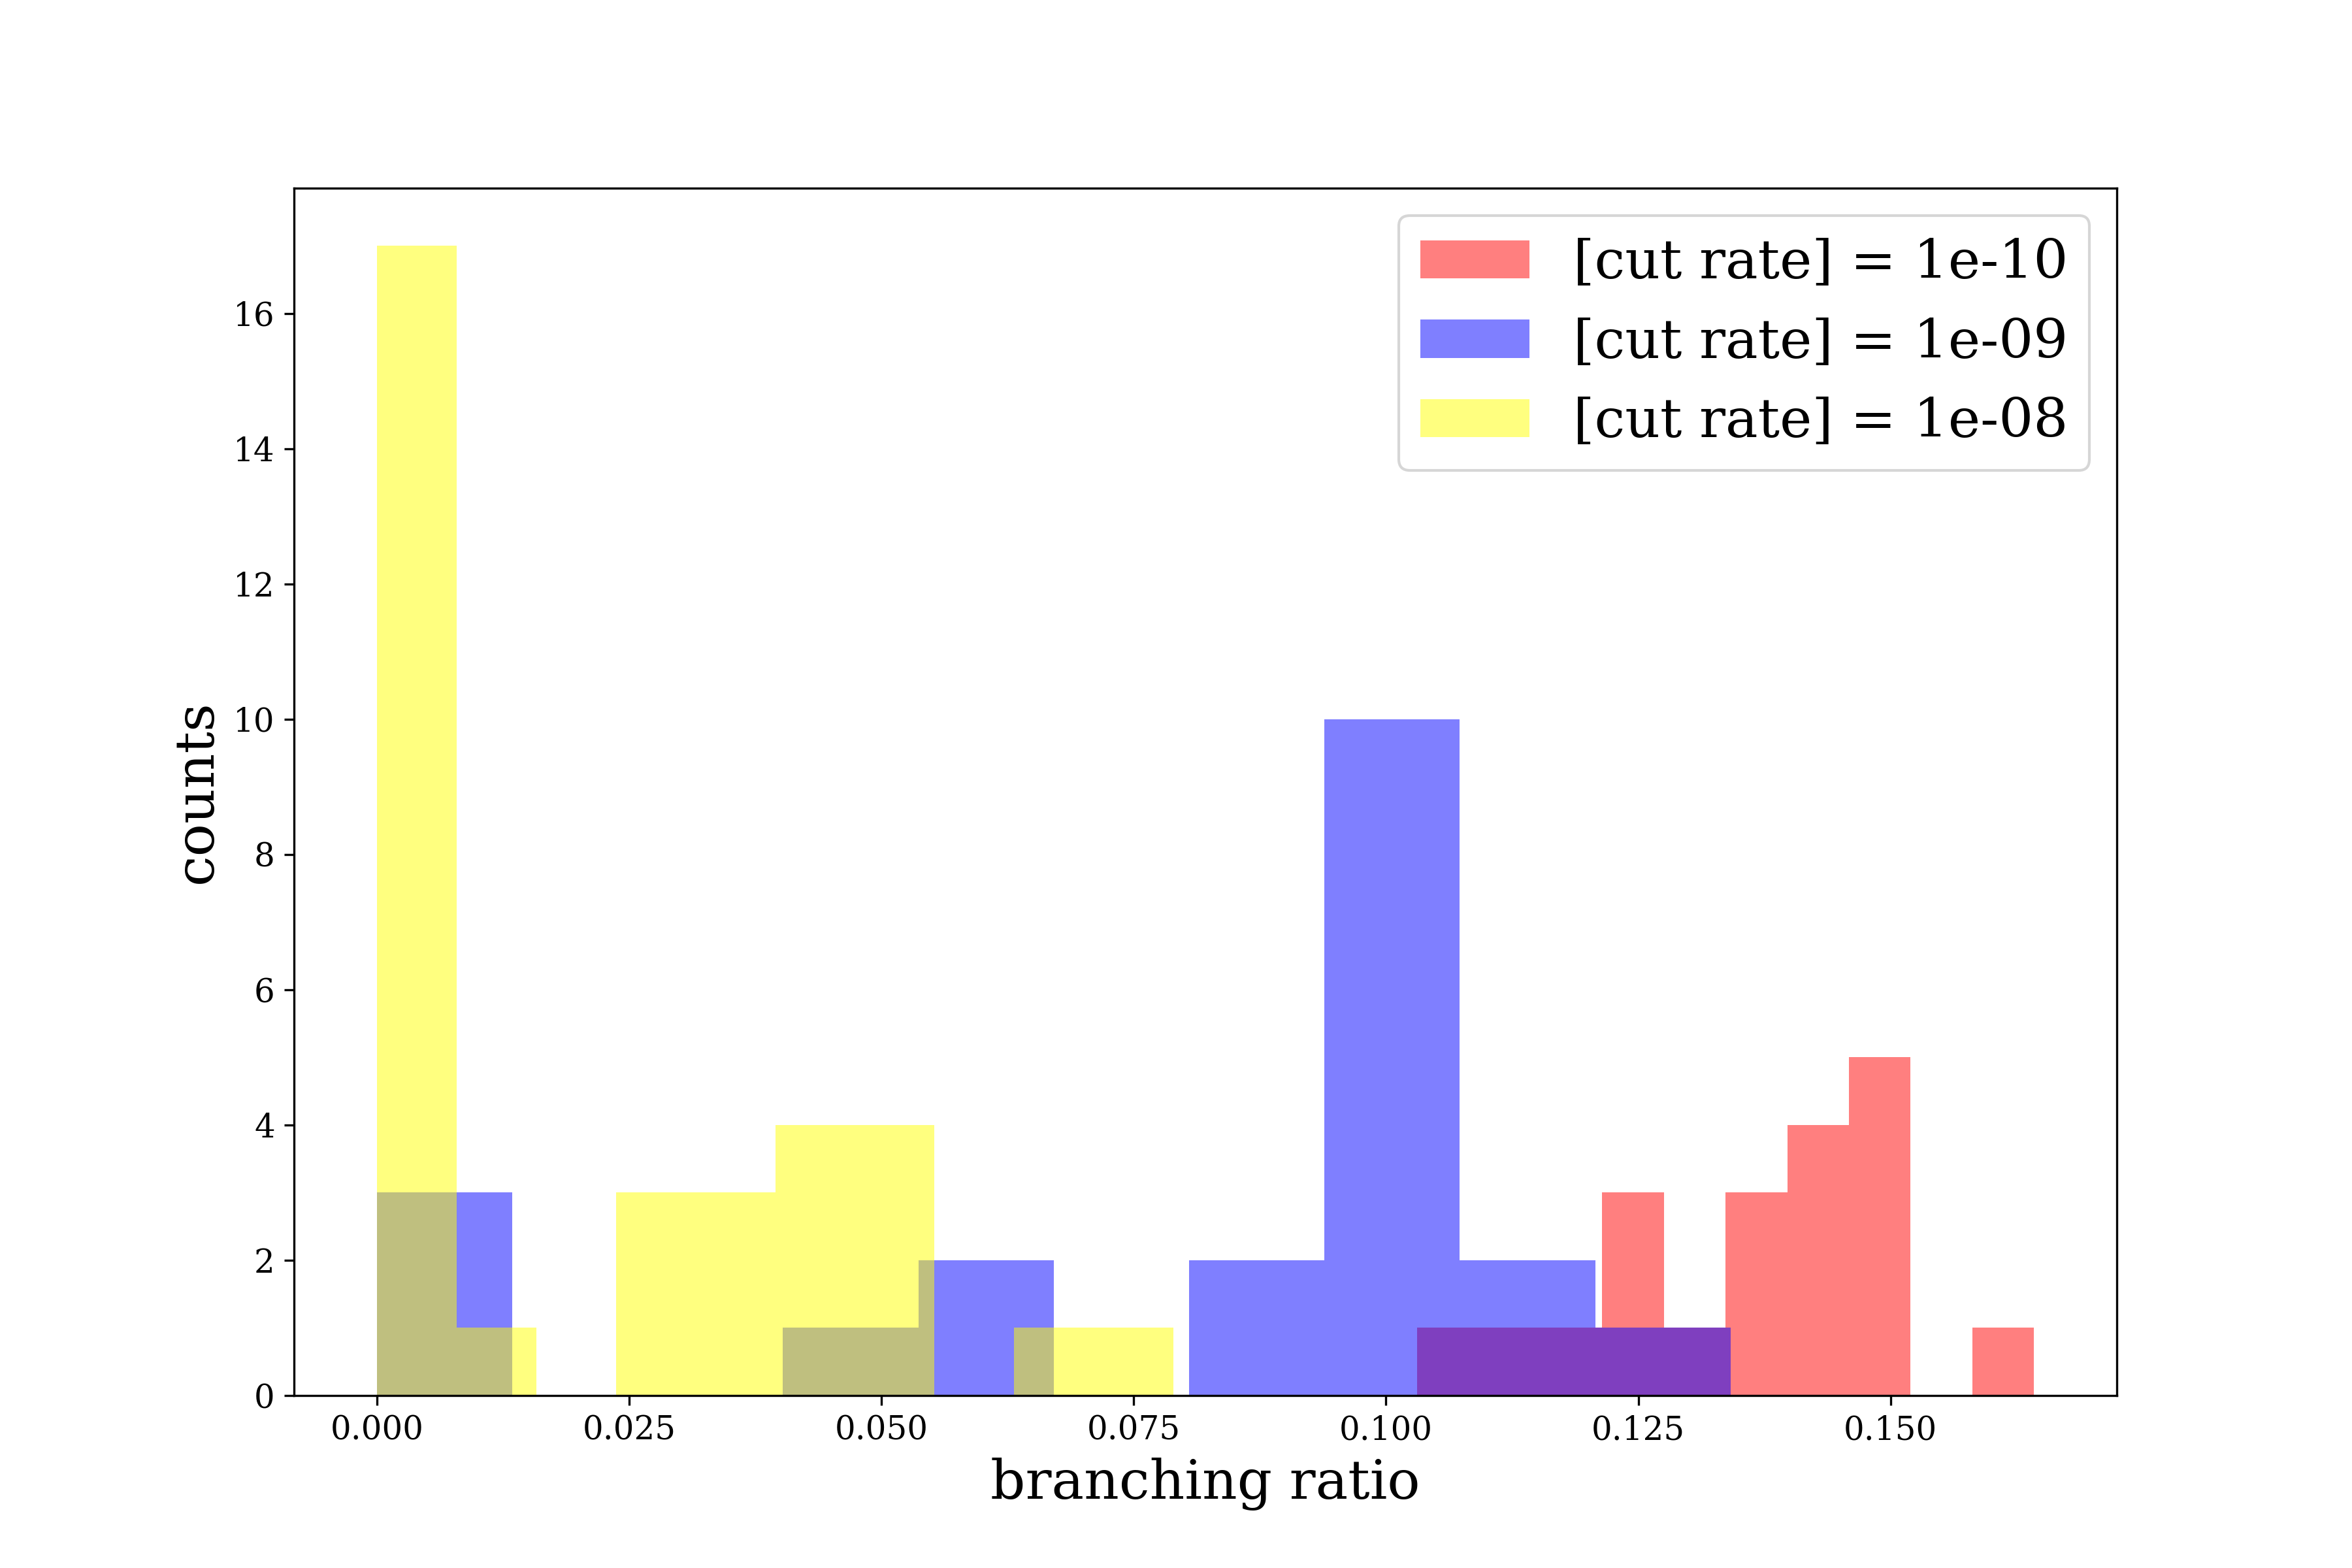 [cut rate] = 1e-10
[cut rate] = 1e-09
[cut rate] = 1e-08
16
14
12
10
8
6
4
2
0
counts
0.000 0.025 0.050 0.075 0.100 0.125 0.150
branching ratio